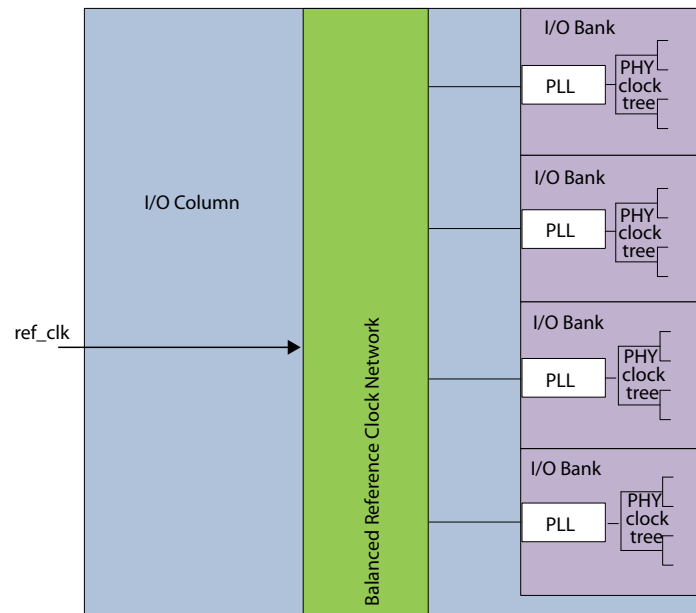 I/O Bank
PLL
PHY
clock
tree
I/O Bank
PLL
PHY
clock
tree
I/O Column
I/O Bank
PLL
PHY
clock
tree
ref_clk
Balanced Reference Clock Network
I/O Bank
PLL
PHY
clock
tree